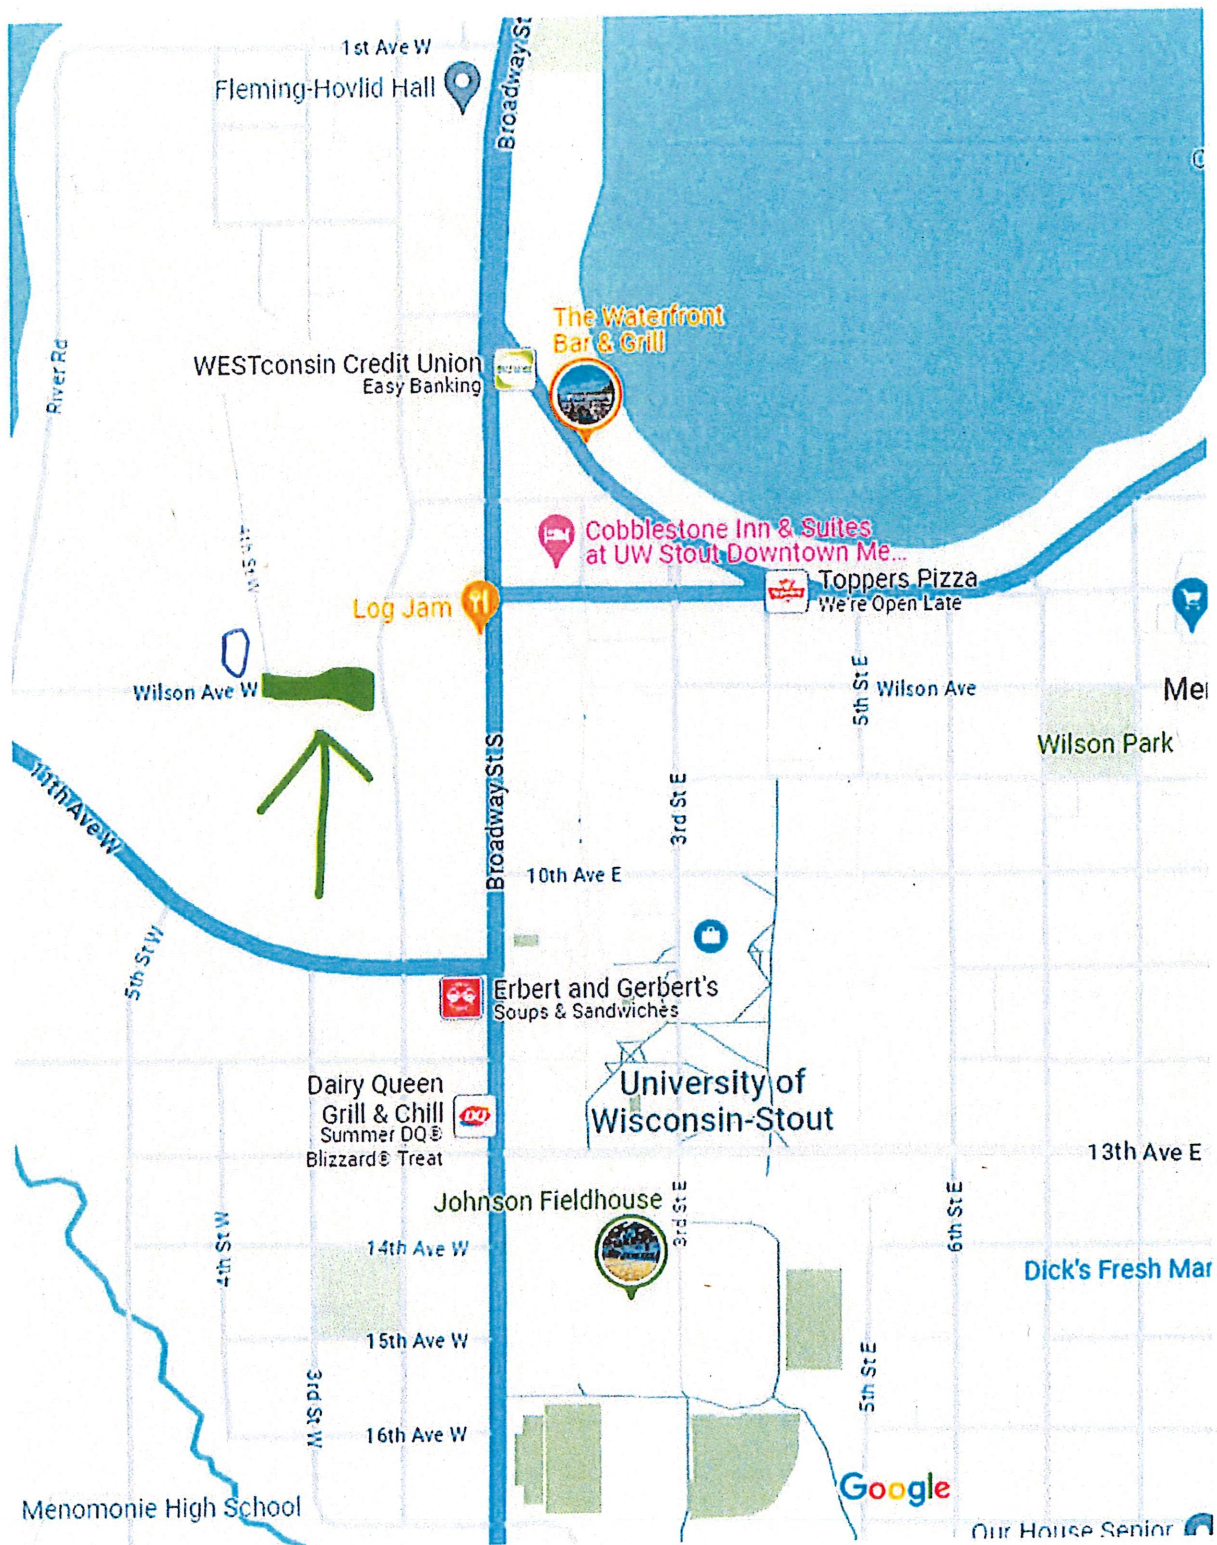 1st Ave W
Fleming-Hovlid Hall
Broadway St
The Waterfront
Bar & Grill
WESTconsin Credit Union
Easy Banking
River Rd
Cobblestone Inn & Suites
at UW Stout Downtown Me...
Toppers Pizza
We're Open Late
Log Jam
Wilson Ave W
5th St E
Wilson Ave
Wilson Park
11th Ave W
Broadway St S
3rd St E
10th Ave E
5th St W
Erbert and Gerbert's
Soups & Sandwiches
University of
Wisconsin-Stout
Dairy Queen
Grill & Chill
Summer DQ®
Blizzard® Treat
DQ
13th Ave E
Johnson Fieldhouse
3rd St E
4th St W
14th Ave W
6th St E
Dick's Fresh Mar
15th Ave W
5th St E
3rd St W
16th Ave W
Google
Menomonie High School
Our House Senior